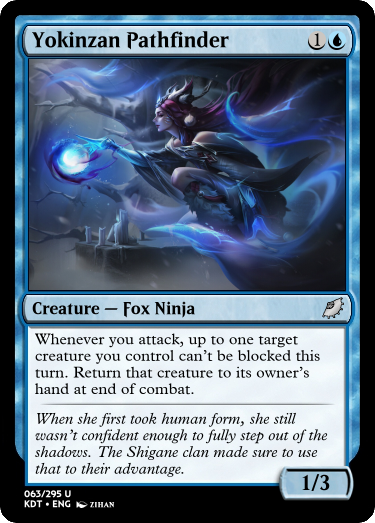 Yokinzan Pathfinder
1
Creature — Fox Ninja
Whenever you attack, up to one target
creature you control can't be blocked this
turn. Return that creature to its owner's
hand at end of combat.
When she first took human form, she still
wasn't confident enough to fully step out of the
shadows. The Shigane clan made sure to use
that to their advantage.
1/3
063/295 U
KDT • ENG ZIHAN